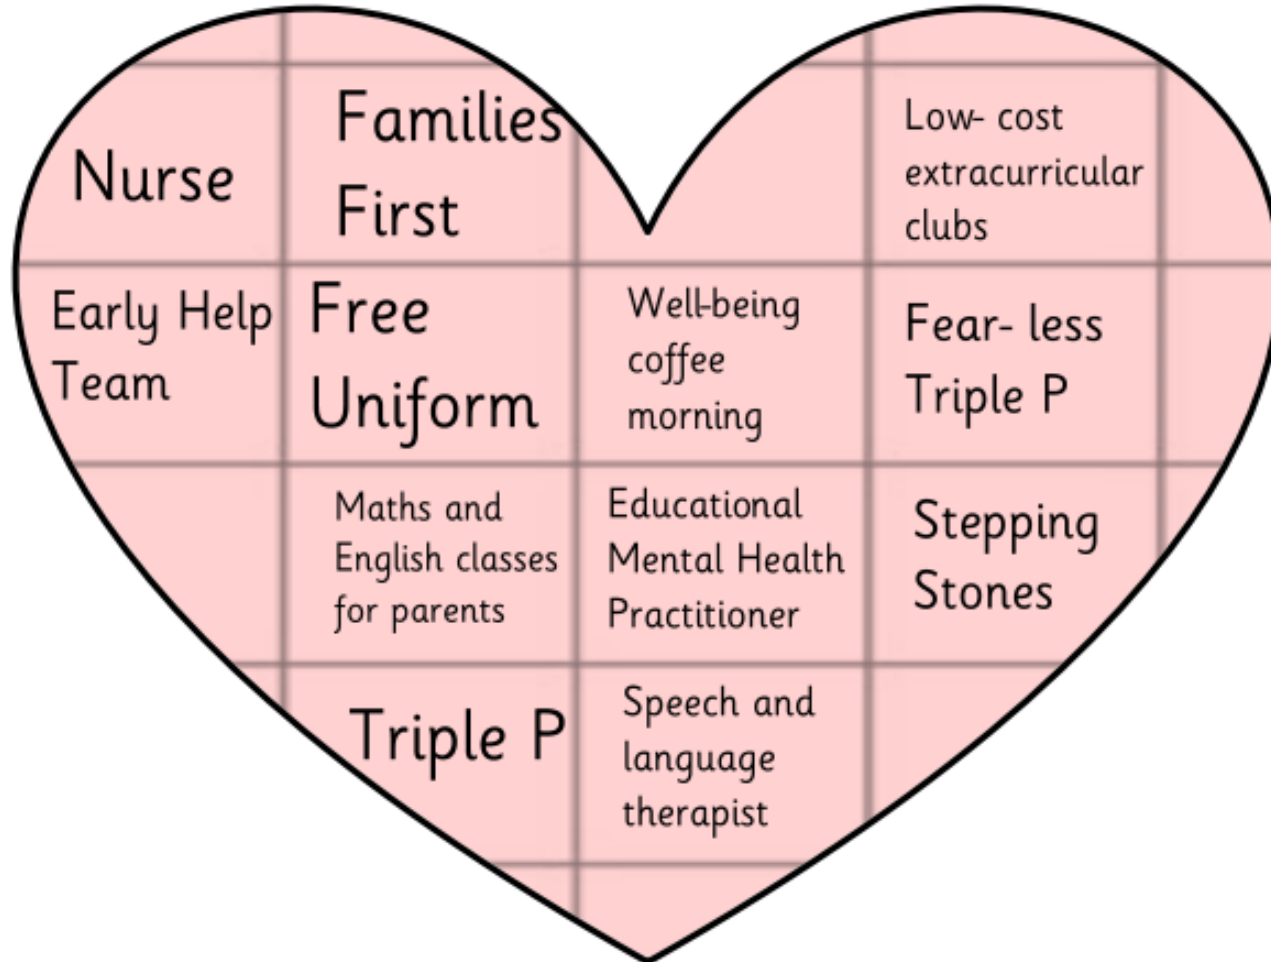 Nurse
Families
First
Low- cost
extracurricular
clubs
Early Help
Team
Free
Uniform
Well-being
coffee
morning
Fear- less
Triple P
Maths and
English classes
for parents
Educational
Mental Health
Practitioner
Stepping
Stones
Triple P
Speech and
language
therapist